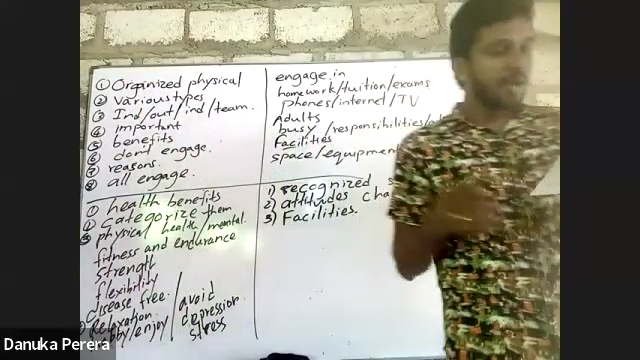 ① Organized physical
② Various types
③ Ind/out/ind/team.
④ important
⑤ benefits
⑥ don't engage.
⑦ reasons.
⑧ all engage.
engage in
homework/tuition/exams
phones/internet/TV
Adults
busy /responsibilities/
Facilities
space/equipment
① health benefits
categorize them
physical health/mental
fitness and endurance
strength
flexibility
disease free.
Relaxation
enjoy
avoid
depression
stress
1) recognized
2) attitudes
3) Facilities.
Danuka Perera